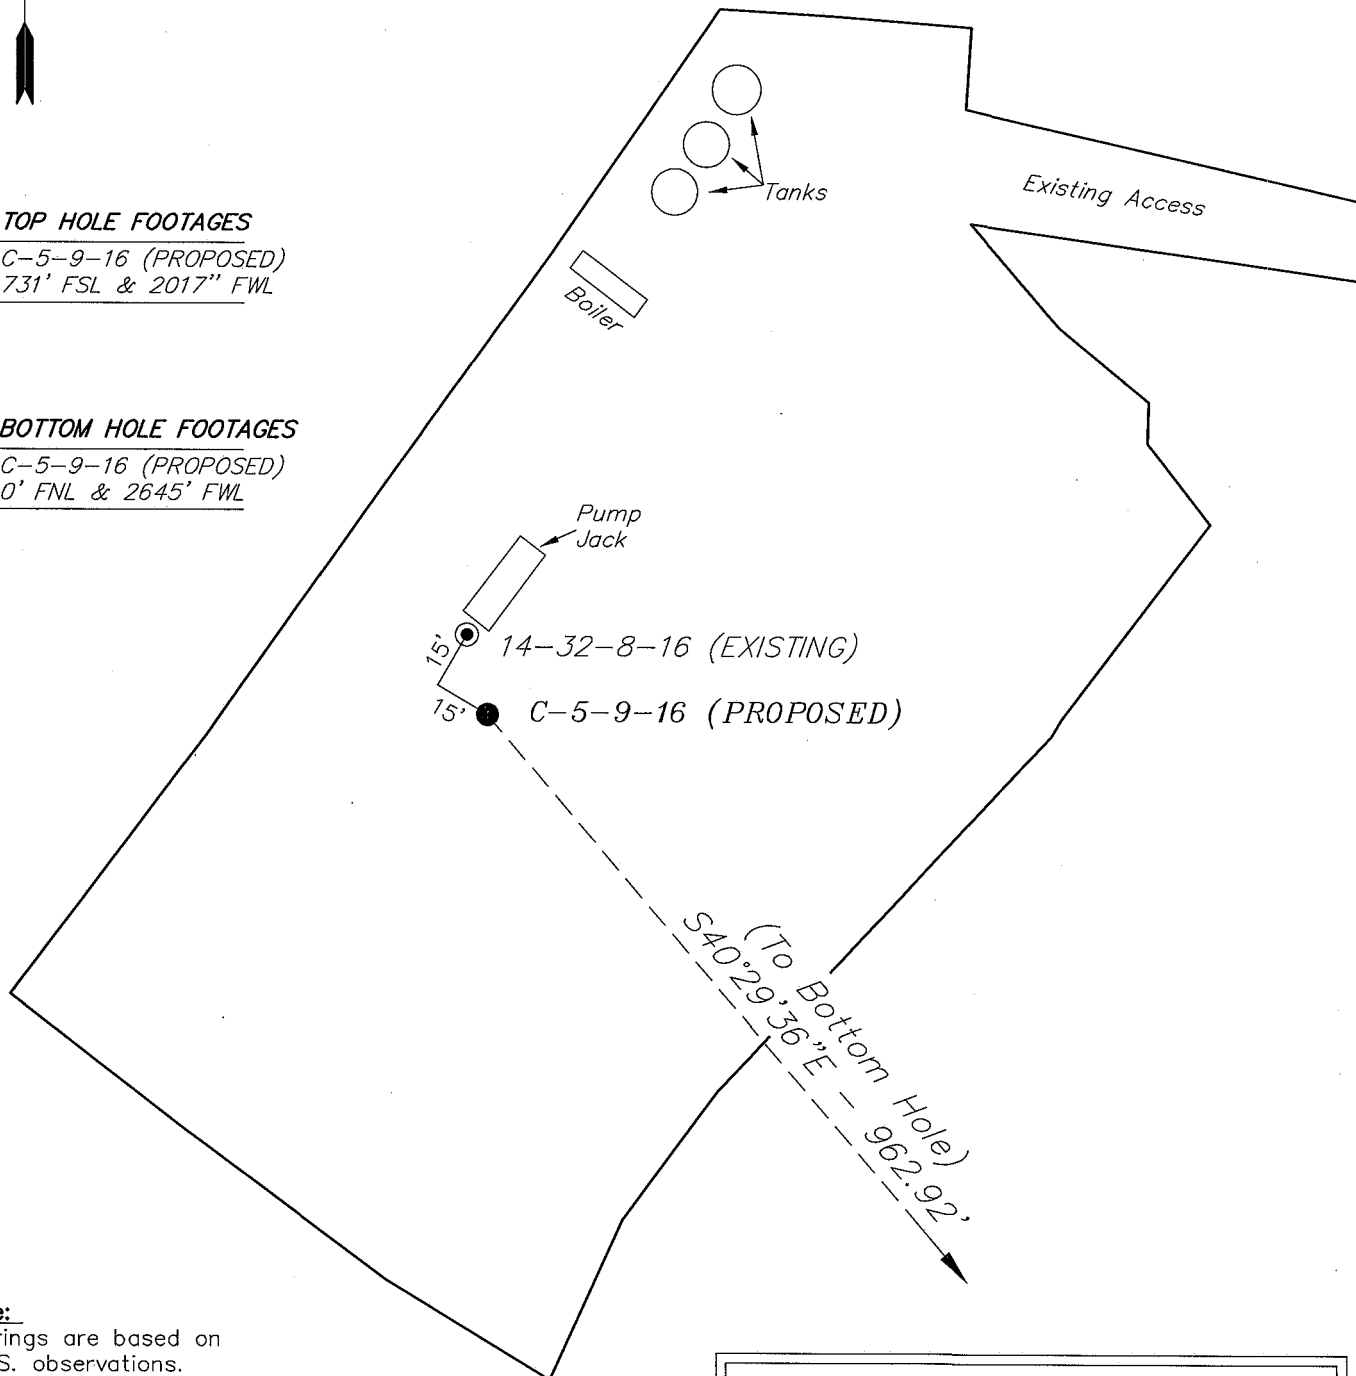 TOP HOLE FOOTAGES
C-5-9-16 (PROPOSED)
731' FSL & 2017" FWL
BOTTOM HOLE FOOTAGES
C-5-9-16 (PROPOSED)
0' FNL & 2645' FWL
Tanks
Existing Access
Boiler
Pump
Jack
15'
14-32-8-16 (EXISTING)
15'
C-5-9-16 (PROPOSED)
(To Bottom Hole)
S40°29'36"E - 962.92'
e:
rings are based on
S. observations.